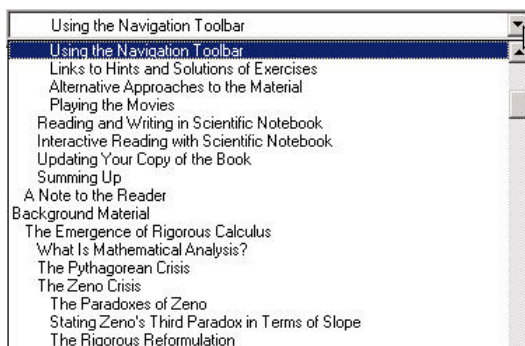 Using the Navigation Toolbar
Using the Navigation Toolbar
Links to Hints and Solutions of Exercises
Alternative Approaches to the Material
Playing the Movies
Reading and Writing in Scientific Notebook
Interactive Reading with Scientific Notebook
Updating Your Copy of the Book
Summing Up
A Note to the Reader
Background Material
The Emergence of Rigorous Calculus
What Is Mathematical Analysis?
The Pythagorean Crisis
The Zeno Crisis
The Paradoxes of Zeno
Stating Zeno's Third Paradox in Terms of Slope
The Rigorous Reformulation